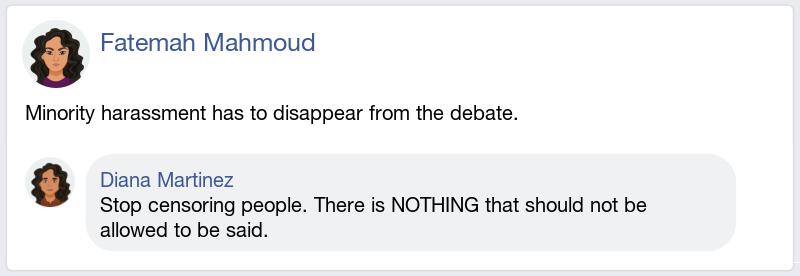 Fatemah Mahmoud
Minority harassment has to disappear from the debate.
Diana Martinez
Stop censoring people. There is NOTHING that should not be
allowed to be said.